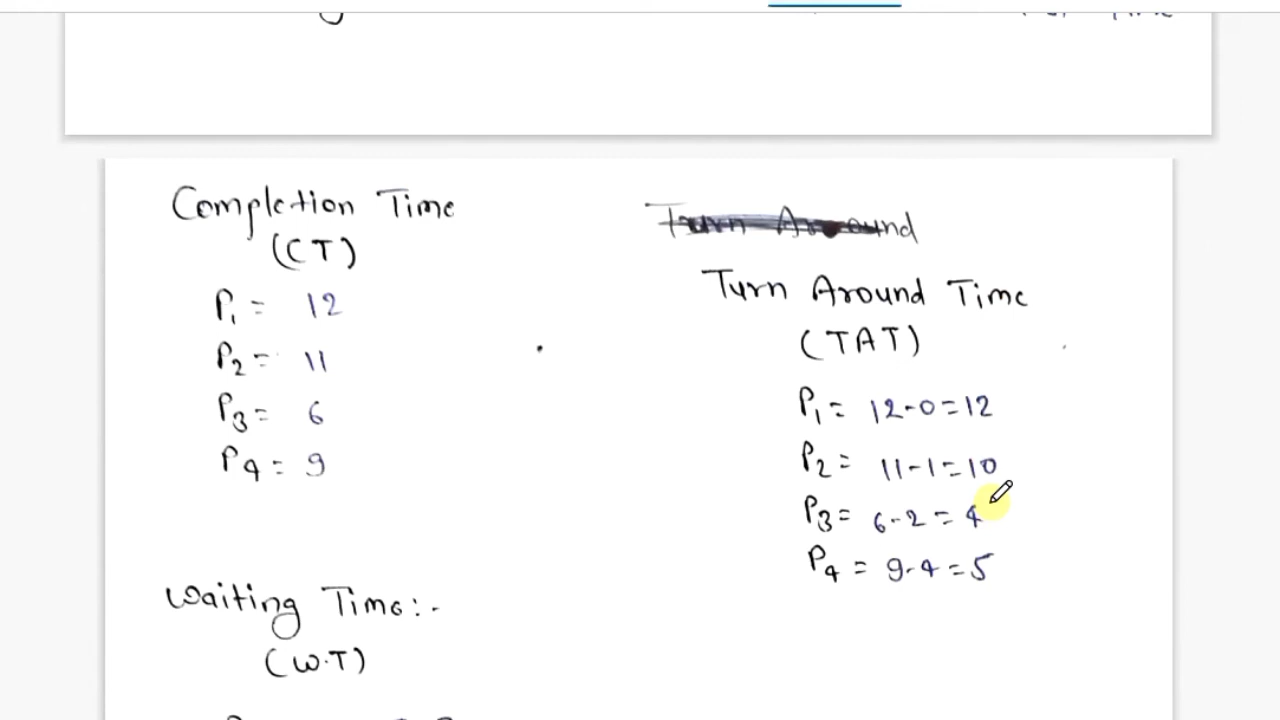 Completion Time
(CT)
P1 = 12
P2 = 11
P3 = 6
P4 = 9
Turn Around
Turn Around Time
(TAT)
P1 = 12-0=12
P2 = 11-1=10
P3 = 6-2=4
P4 = 9-4=5
Waiting Time:-
(W.T)